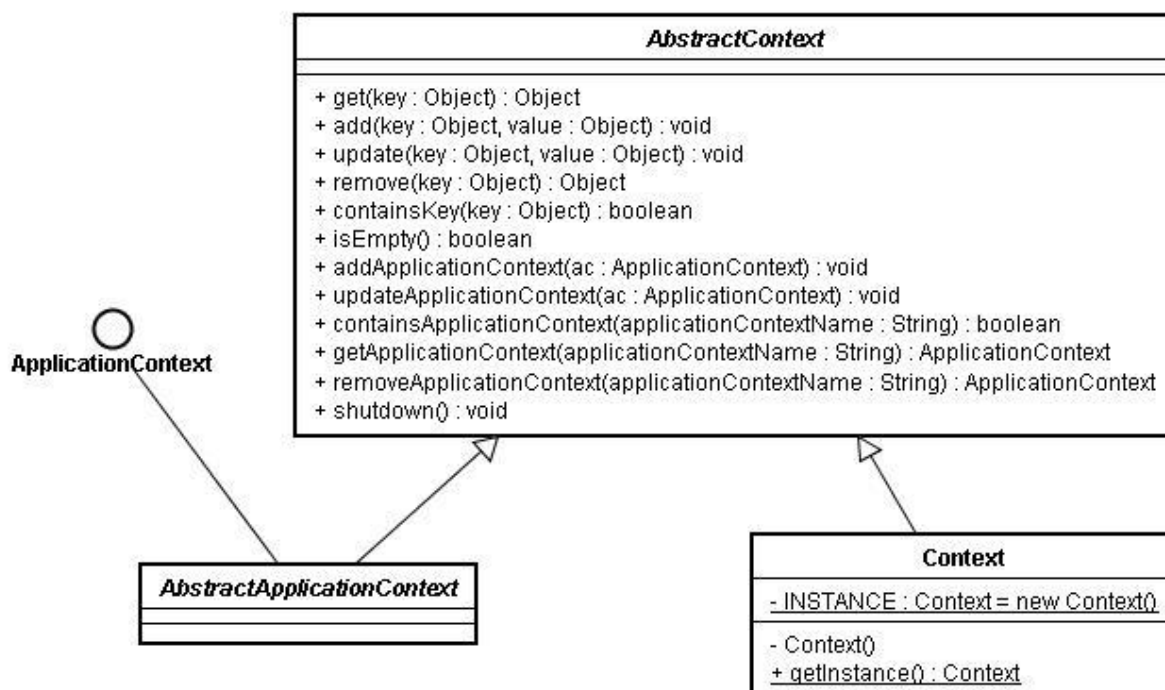 AbstractContext
+ get(key : Object) : Object
+ add(key : Object, value : Object) : void
+ update(key : Object, value : Object) : void
+ remove(key : Object) : Object
+ containsKey(key : Object) : boolean
+ isEmpty() : boolean
+ addApplicationContext(ac : ApplicationContext) : void
+ updateApplicationContext(ac : ApplicationContext) : void
+ containsApplicationContext(applicationContextName : String) : boolean
+ getApplicationContext(applicationContextName : String) : ApplicationContext
+ removeApplicationContext(applicationContextName : String) : ApplicationContext
+ shutdown() : void
ApplicationContext
AbstractApplicationContext
Context
- INSTANCE : Context = new Context()
- Context()
+ getInstance() : Context